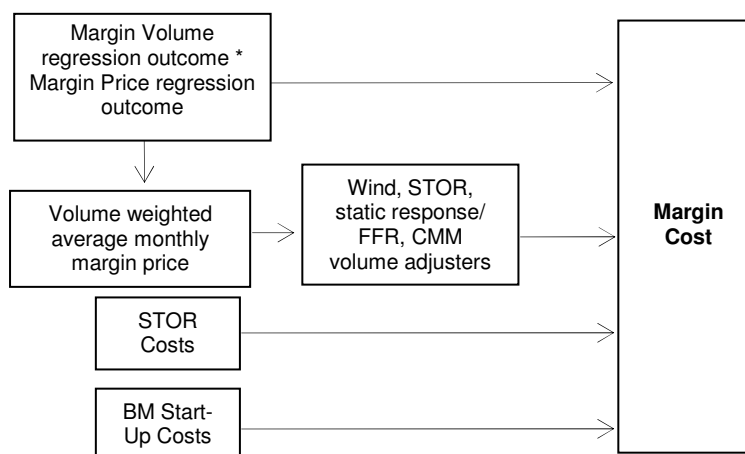 Margin Volume
regression outcome *
Margin Price regression
outcome
Volume weighted
average monthly
margin price
Wind, STOR,
static response/
FFR, CMM
volume adjusters
STOR
Costs
BM Start-
Up Costs
Margin
Cost